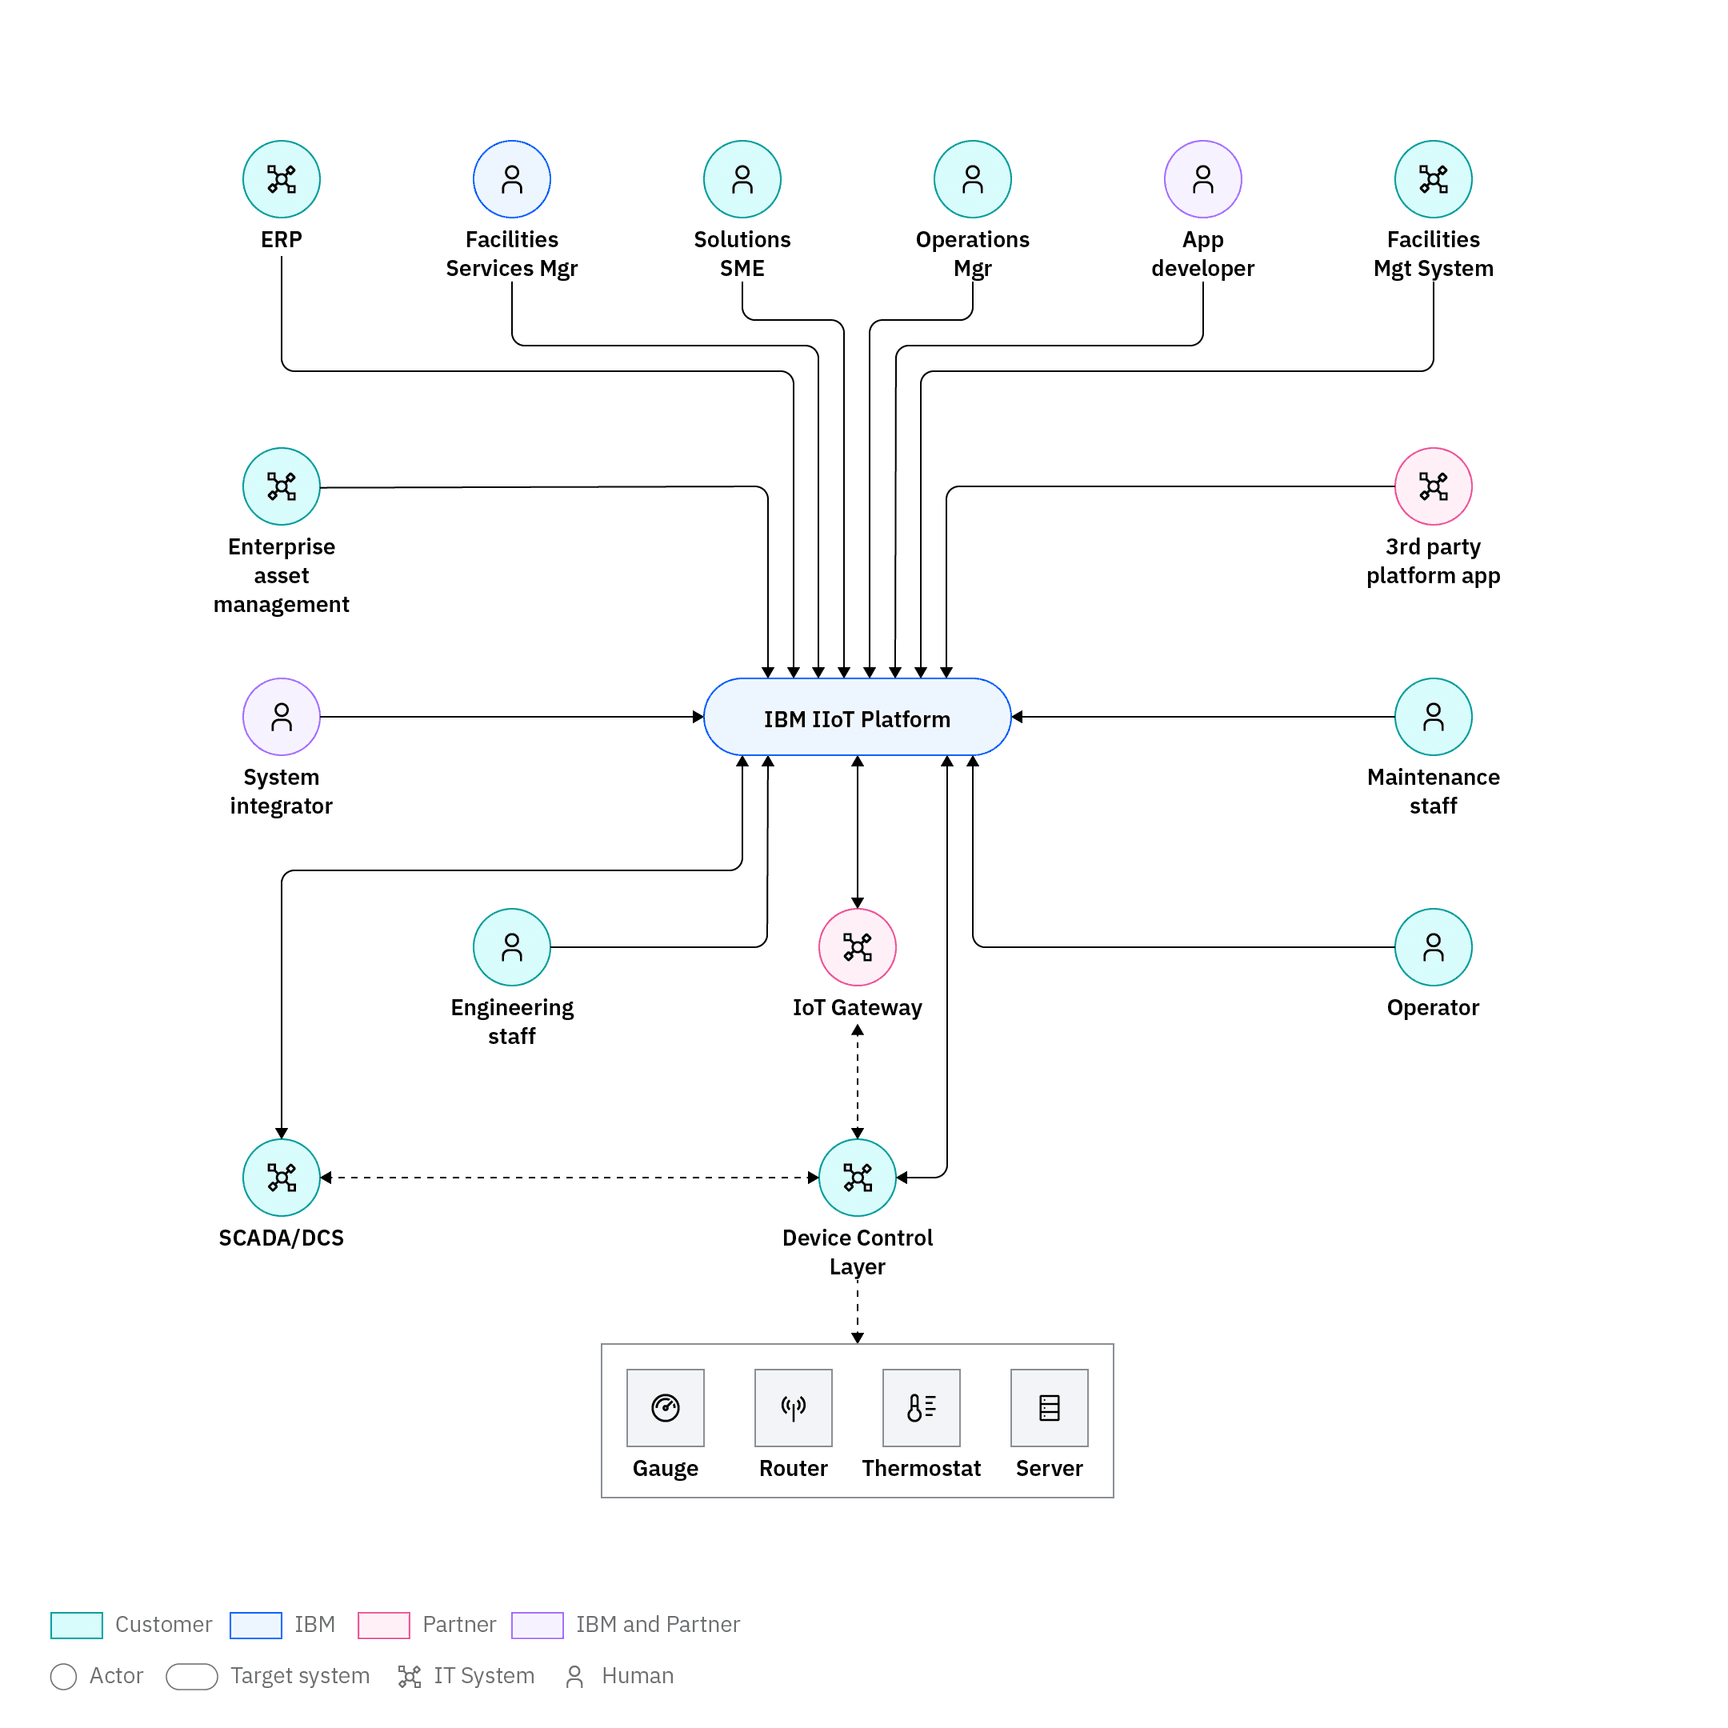 ERP
Facilities
Services Mgr
Solutions
SME
Operations
Mgr
App
developer
Facilities
Mgt System
Enterprise
asset
management
3rd party
platform app
IBM IIoT Platform
System
integrator
Maintenance
staff
Engineering
staff
IoT Gateway
Operator
SCADA/DCS
Device Control
Layer
Gauge
Router
Thermostat
Server
Customer
IBM
Partner
IBM and Partner
Actor
Target system
IT System
Human